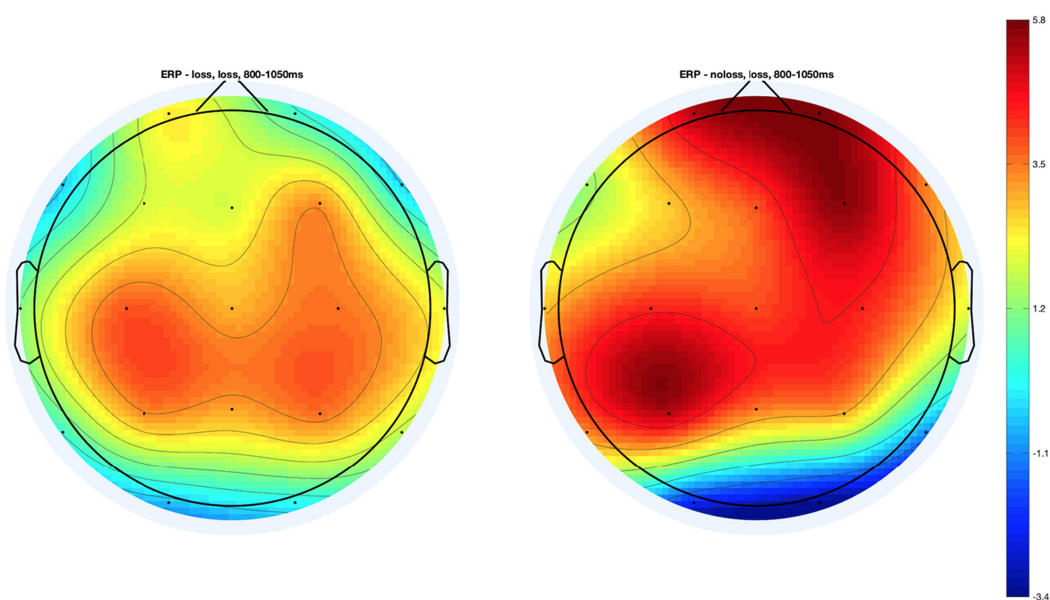 ERP - loss, loss, 800-1050ms
ERP - noloss, loss, 800-1050ms
5.8
3.5
1.2
-1.1
-3.4